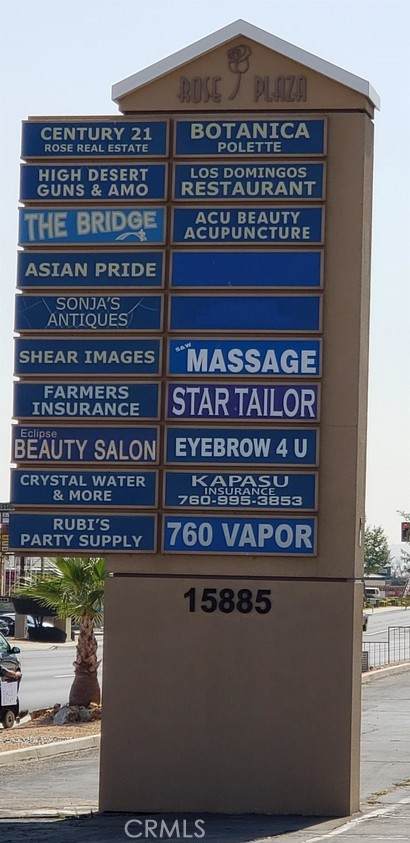 ROSE PLAZA
CENTURY 21
ROSE REAL ESTATE
HIGH DESERT
GUNS & AMO
THE BRIDGE
ASIAN PRIDE
SONJA'S
ANTIQUES
SHEAR IMAGES
FARMERS
INSURANCE
Eclipse
BEAUTY SALON
CRYSTAL WATER
& MORE
RUBI'S
PARTY SUPPLY
BOTANICA
POLETTE
LOS DOMINGOS
RESTAURANT
ACU BEAUTY
ACUPUNCTURE
S&W
MASSAGE
STAR TAILOR
EYEBROW 4 U
KAPASU
INSURANCE
760-995-3853
760 VAPOR
15885
CRMLS